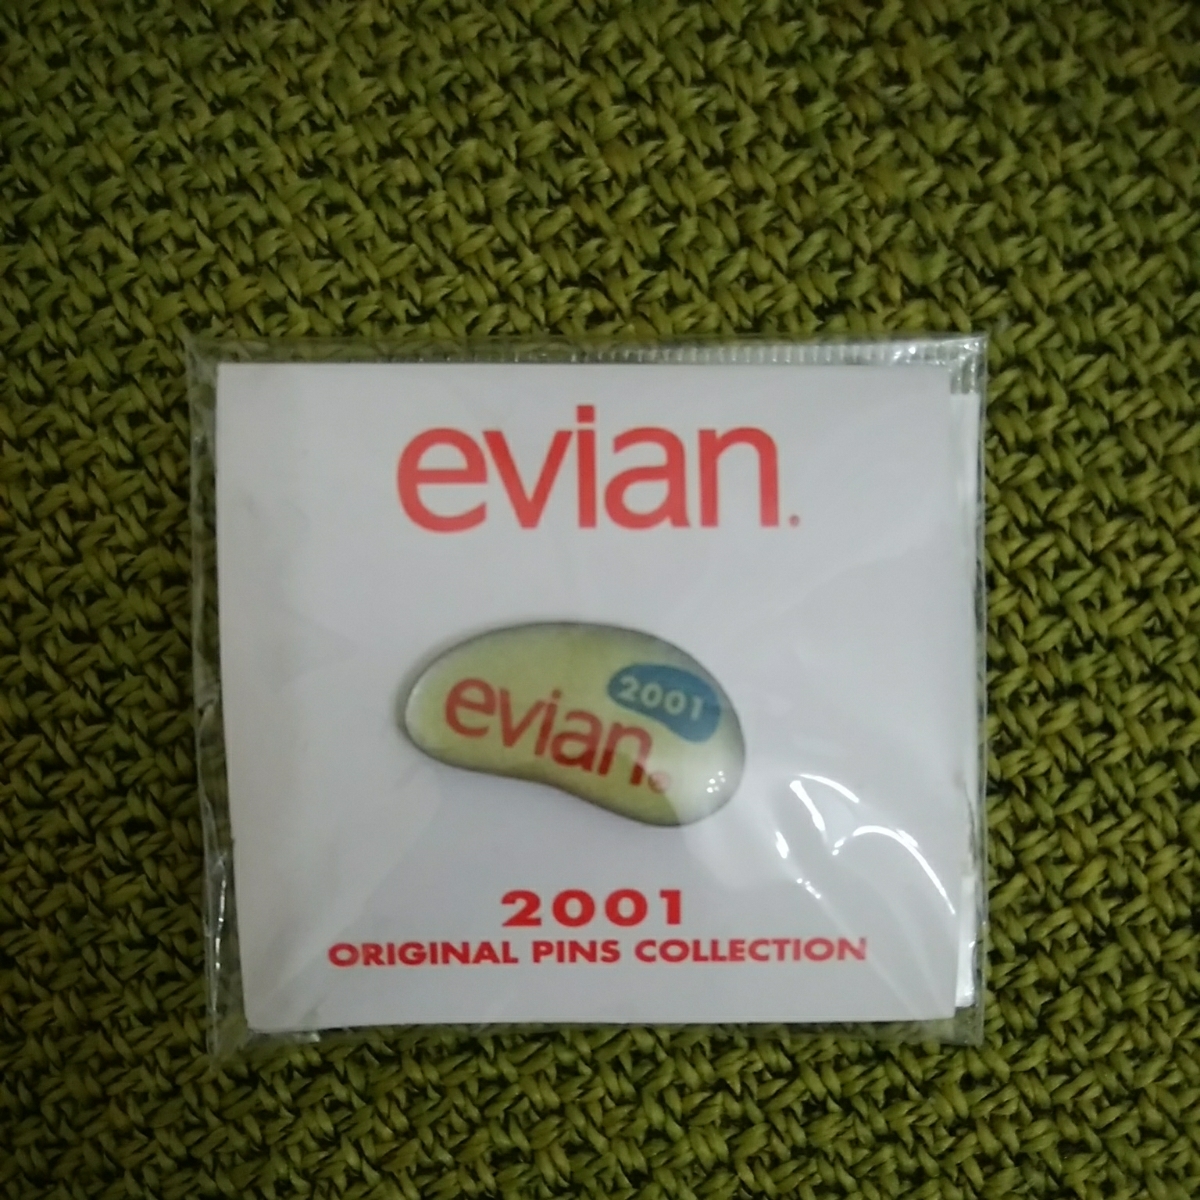 evian.
2001
evian®
2001
ORIGINAL PINS COLLECTION